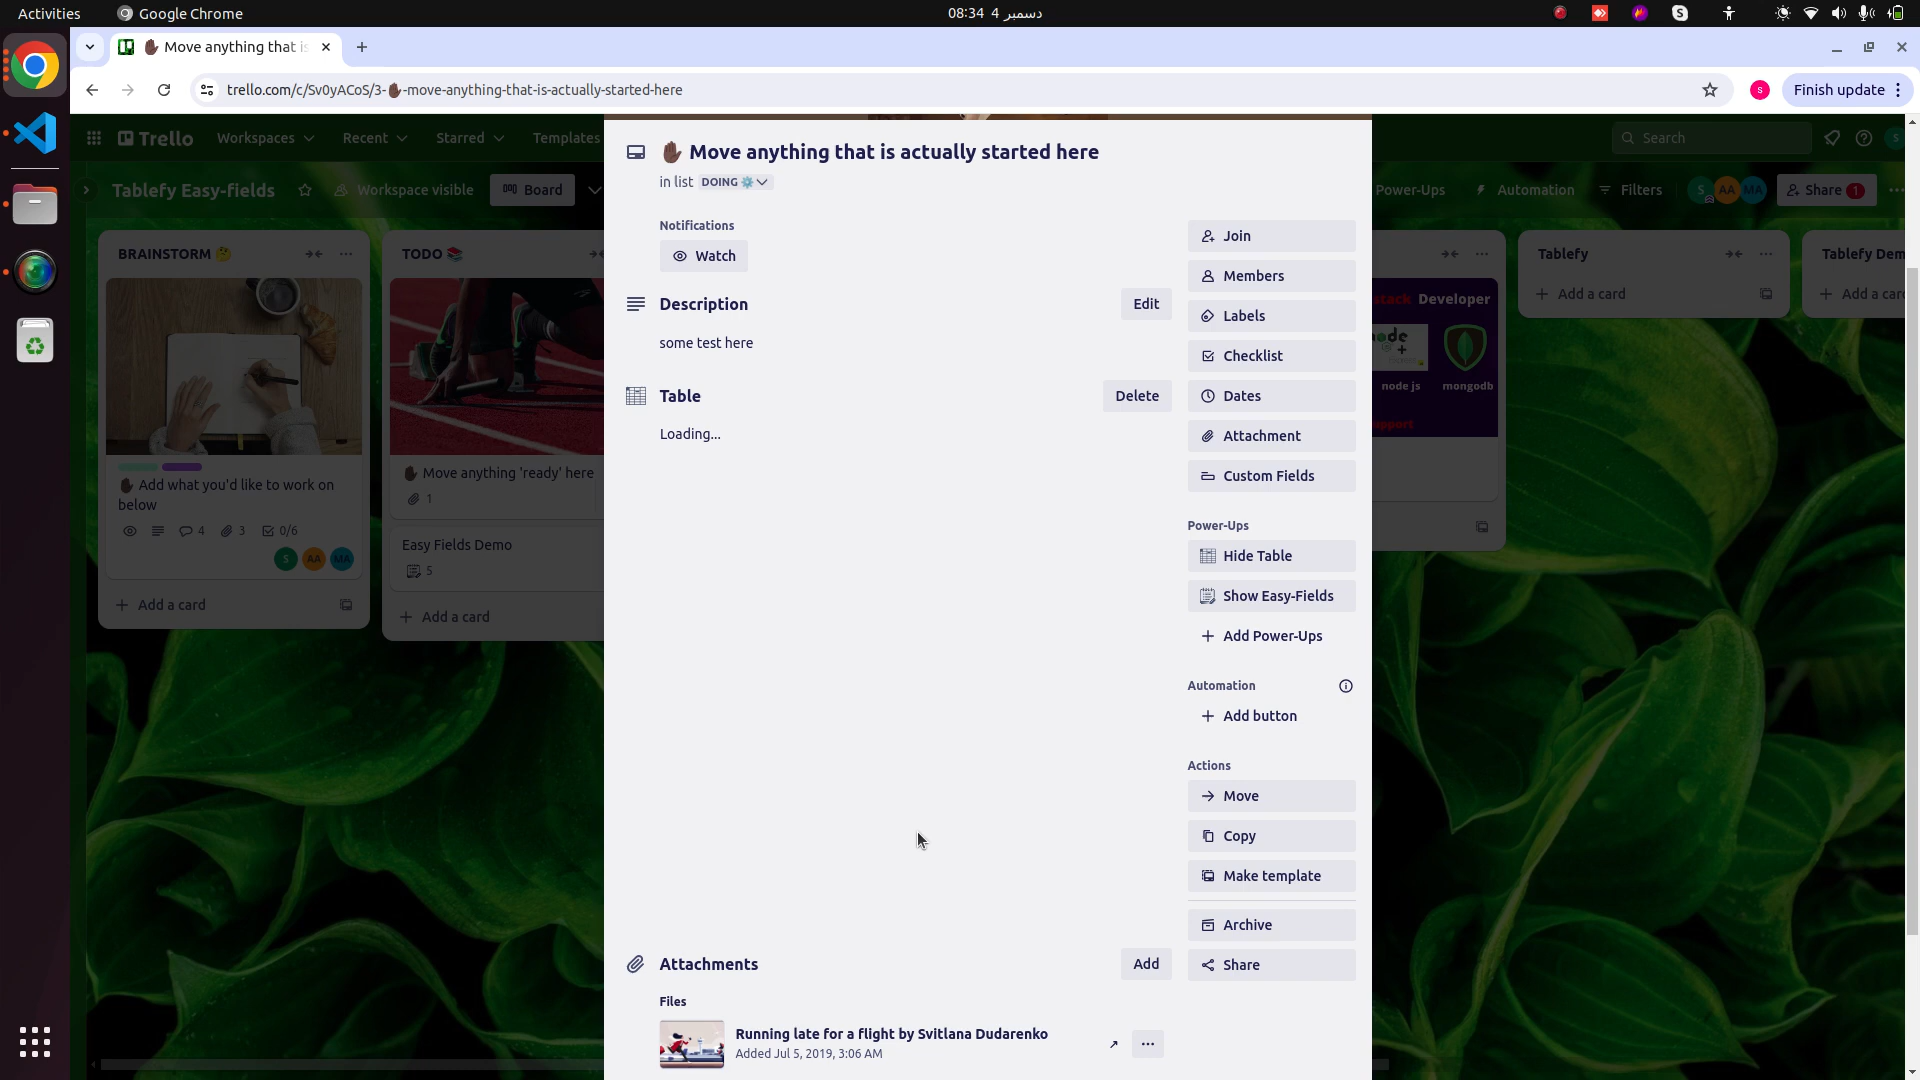 Activities
Google Chrome
دسمبر 4  08:34
S
Move anything that is
trello.com/c/Sv0yACoS/3-✋🏿-move-anything-that-is-actually-started-here
s
Finish update
Trello
Workspaces
Recent
Starred
Templates
Search
S
Tablefy Easy-fields
Workspace visible
Board
Power-Ups
Automation
Filters
S AA MA
Share 1
BRAINSTORM 🤔
✋🏿 Add what you'd like to work on
below
4
3
0/6
S AA MA
Add a card
TODO 📚
✋🏿 Move anything 'ready' here
1
Easy Fields Demo
5
Add a card
✋🏿 Move anything that is actually started here
in list DOING ⚙️
Notifications
Watch
Description
Edit
some test here
Table
Delete
Loading...
Attachments
Add
Files
Running late for a flight by Svitlana Dudarenko
Added Jul 5, 2019, 3:06 AM
Join
Members
Labels
Checklist
Dates
Attachment
Custom Fields
Power-Ups
Hide Table
Show Easy-Fields
Add Power-Ups
Automation
Add button
Actions
Move
Copy
Make template
Archive
Share
stack Developer
node js
mongodb
Tablefy
Add a card
Tablefy Dem
Add a card